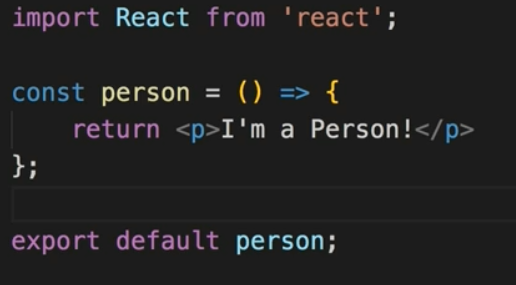 import React from 'react';
const person = () => {
    return <p>I'm a Person!</p>
};
export default person;